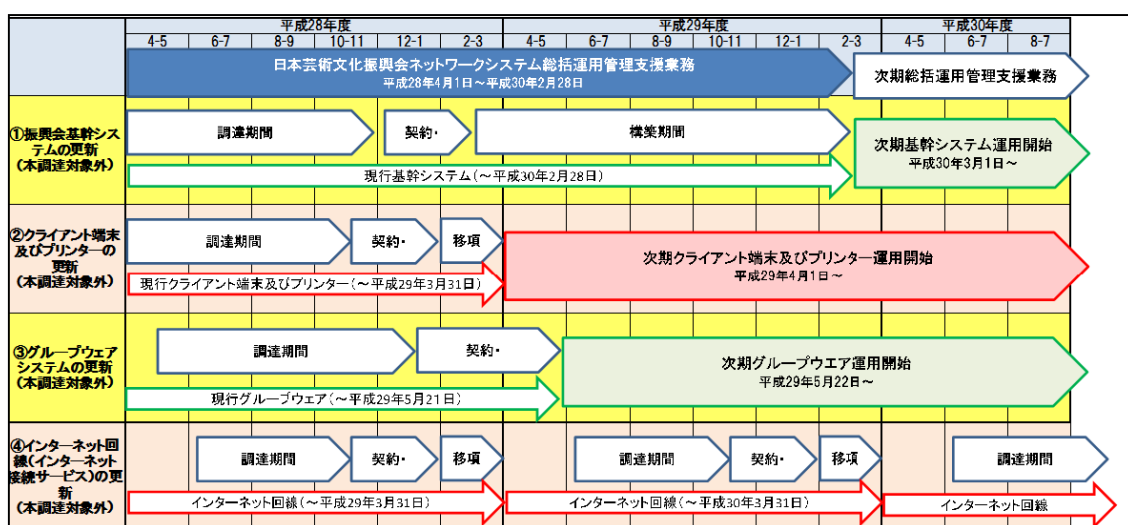 平成28年度 平成29年度 平成30年度
4-5 6-7 8-9 10-11 12-1 2-3 4-5 6-7 8-9 10-11 12-1 2-3 4-5 6-7 8-7
日本芸術文化振興会ネットワークシステム総括運用管理支援業務
平成28年4月1日～平成30年2月28日
次期総括運用管理支援業務
①振興会基幹シス
テムの更新
(本調達対象外)
調達期間 契約・ 構築期間
次期基幹システム運用開始
平成30年3月1日～
現行基幹システム(～平成30年2月28日)
②クライアント端末
及びプリンターの
更新
(本調達対象外)
調達期間 契約・ 移項
次期クライアント端末及びプリンター運用開始
平成29年4月1日～
現行クライアント端末及びプリンター(～平成29年3月31日)
③グループウェア
システムの更新
(本調達対象外)
調達期間 契約・
次期グループウエア運用開始
平成29年5月22日～
現行グループウェア(～平成29年5月21日)
④インターネット回
線(インターネット
接続サービス)の更
新
(本調達対象外)
調達期間 契約・ 移項 調達期間 契約・ 移項 調達期間
インターネット回線(～平成29年3月31日) インターネット回線(～平成30年3月31日) インターネット回線